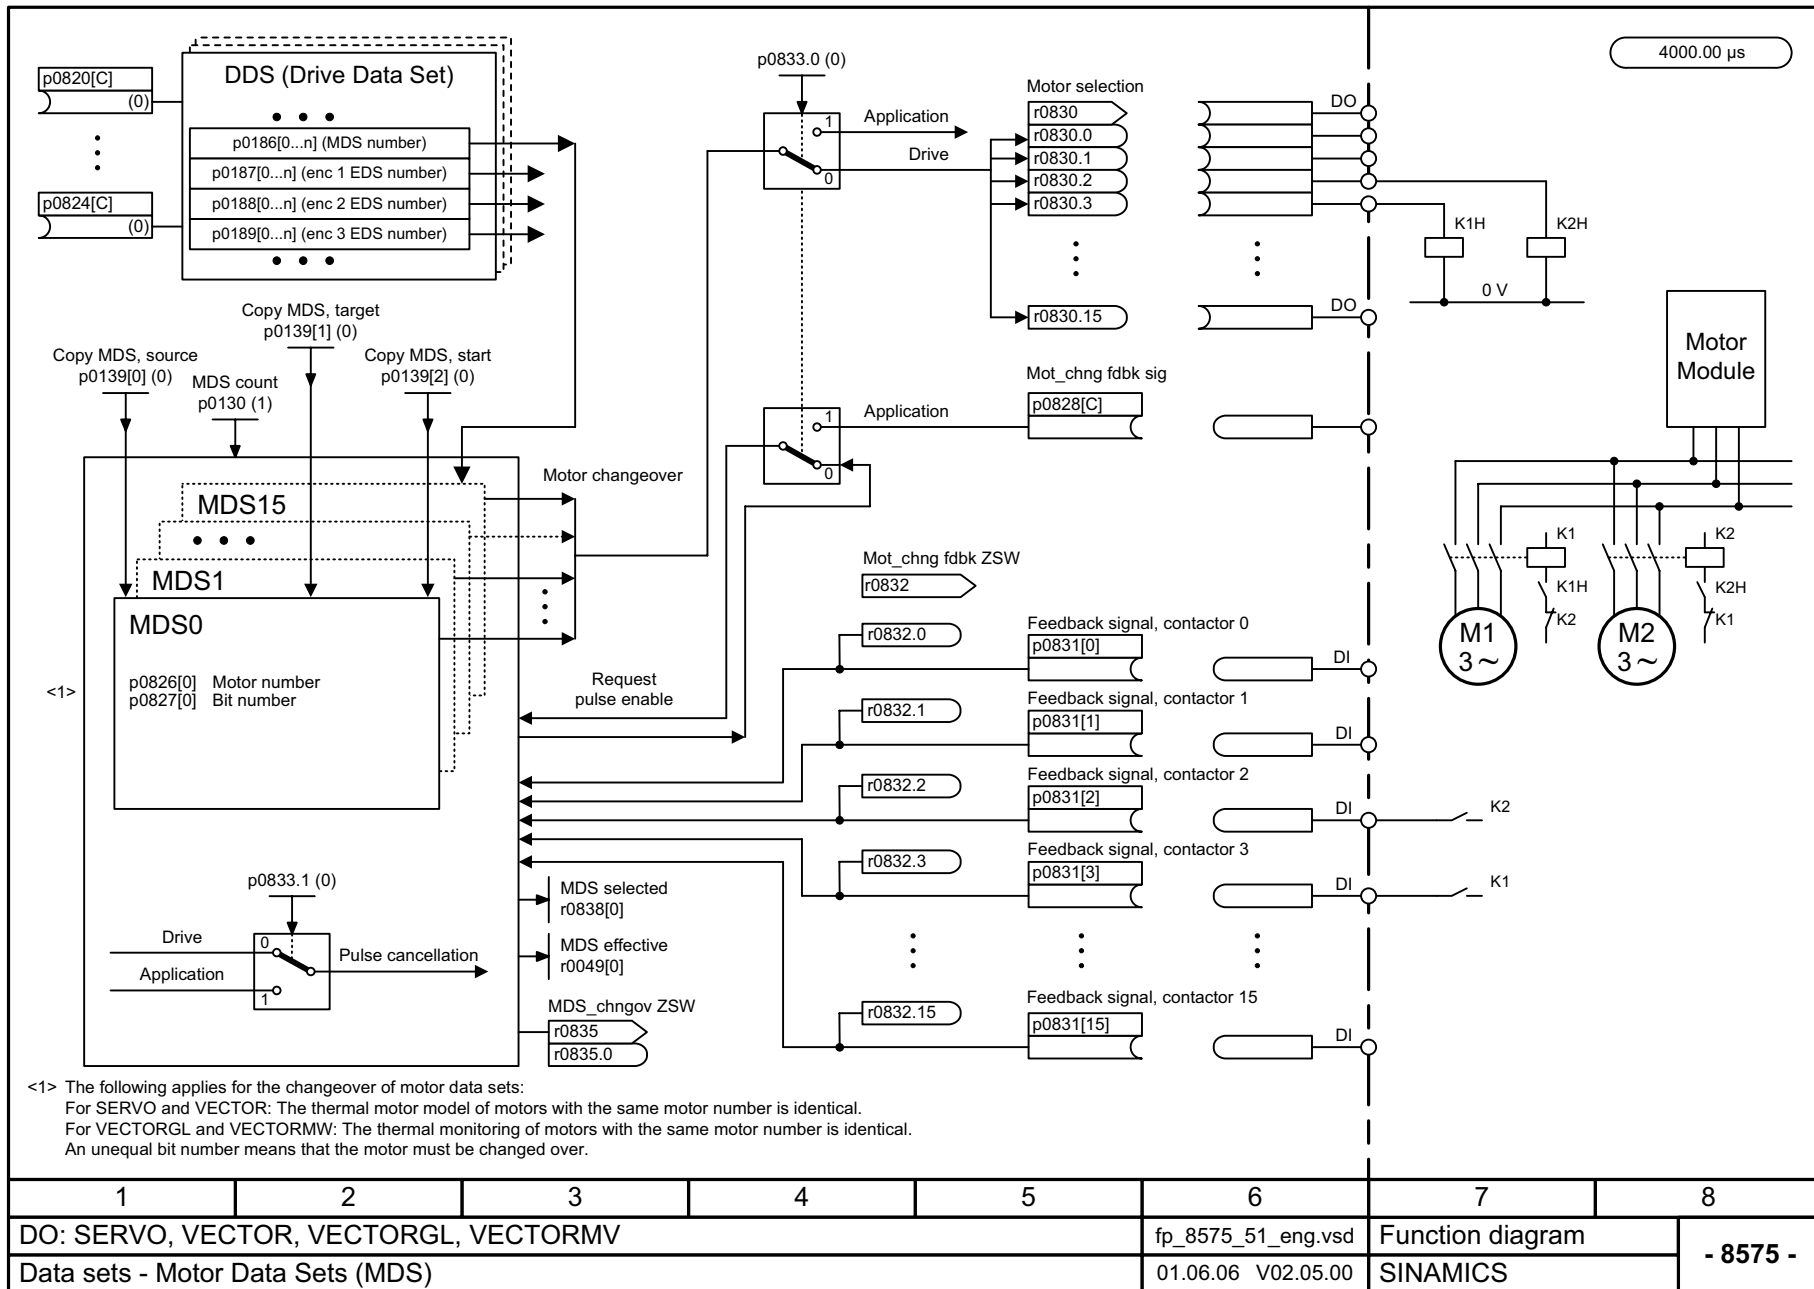 4000.00 µs
p0820[C]
(0)
p0824[C]
(0)
DDS (Drive Data Set)
p0186[0...n] (MDS number)
p0187[0...n] (enc 1 EDS number)
p0188[0...n] (enc 2 EDS number)
p0189[0...n] (enc 3 EDS number)
Copy MDS, source
p0139[0] (0)
MDS count
p0130 (1)
Copy MDS, target
p0139[1] (0)
Copy MDS, start
p0139[2] (0)
MDS15
MDS1
MDS0
p0826[0] Motor number
p0827[0] Bit number
<1>
p0833.1 (0)
Drive
0
Application
1
Pulse cancellation
Motor changeover
Request
pulse enable
MDS selected
r0838[0]
MDS effective
r0049[0]
MDS_chngov ZSW
r0835
r0835.0
p0833.0 (0)
1
Application
0
Drive
1
Application
0
Motor selection
r0830
r0830.0
r0830.1
r0830.2
r0830.3
r0830.15
DO
DO
Mot_chng fdbk sig
p0828[C]
Mot_chng fdbk ZSW
r0832
r0832.0
Feedback signal, contactor 0
p0831[0]
DI
r0832.1
Feedback signal, contactor 1
p0831[1]
DI
r0832.2
Feedback signal, contactor 2
p0831[2]
DI
K2
r0832.3
Feedback signal, contactor 3
p0831[3]
DI
K1
r0832.15
Feedback signal, contactor 15
p0831[15]
DI
K1H
K2H
0 V
Motor
Module
K1
K1H
K2
K2
K2H
K1
M1
3 ~
M2
3 ~
<1> The following applies for the changeover of motor data sets:
For SERVO and VECTOR: The thermal motor model of motors with the same motor number is identical.
For VECTORGL and VECTORMW: The thermal monitoring of motors with the same motor number is identical.
An unequal bit number means that the motor must be changed over.
1 2 3 4 5 6 7 8
DO: SERVO, VECTOR, VECTORGL, VECTORMV
fp_8575_51_eng.vsd
Function diagram
- 8575 -
Data sets - Motor Data Sets (MDS)
01.06.06 V02.05.00
SINAMICS